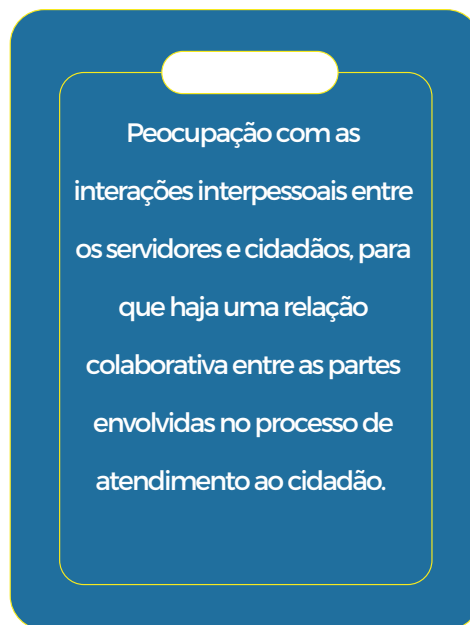 Peocupação com as
interações interpessoais entre
os servidores e cidadãos, para
que haja uma relação
colaborativa entre as partes
envolvidas no processo de
atendimento ao cidadão.